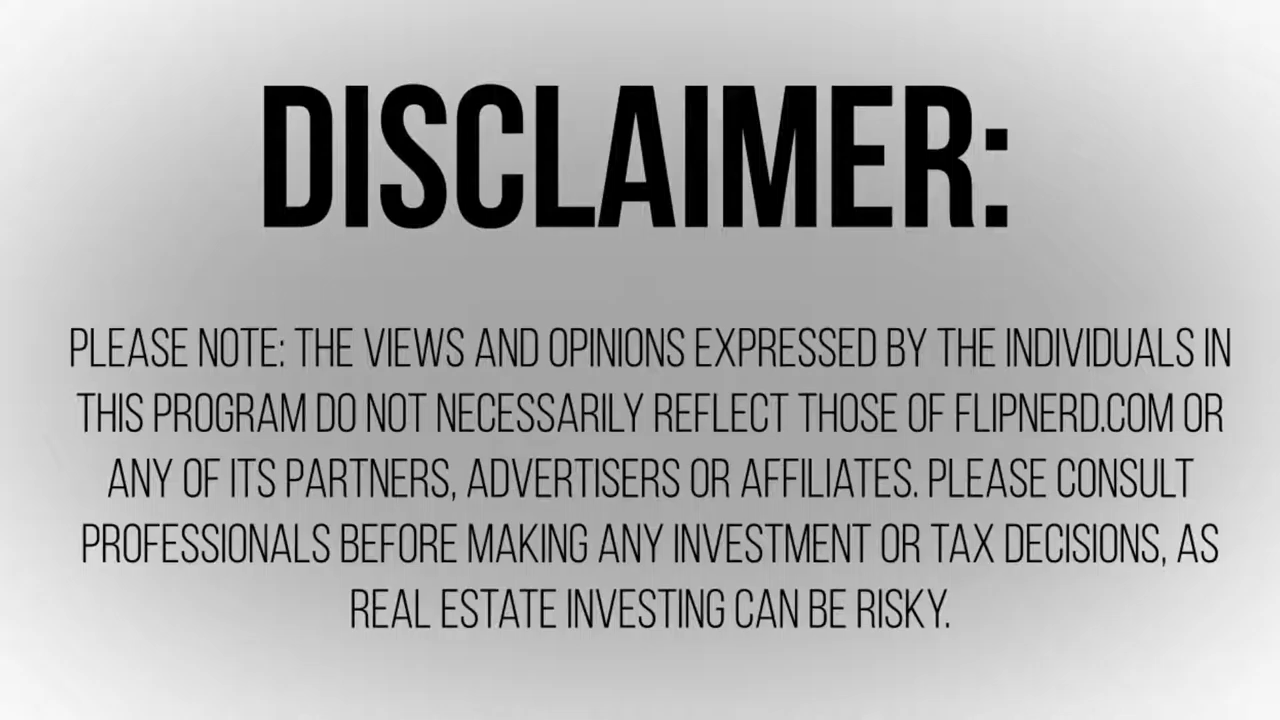 DISCLAIMER:
PLEASE NOTE: THE VIEWS AND OPINIONS EXPRESSED BY THE INDIVIDUALS IN
THIS PROGRAM DO NOT NECESSARILY REFLECT THOSE OF FLIPNERD.COM OR
ANY OF ITS PARTNERS, ADVERTISERS OR AFFILIATES. PLEASE CONSULT
PROFESSIONALS BEFORE MAKING ANY INVESTMENT OR TAX DECISIONS, AS
REAL ESTATE INVESTING CAN BE RISKY.